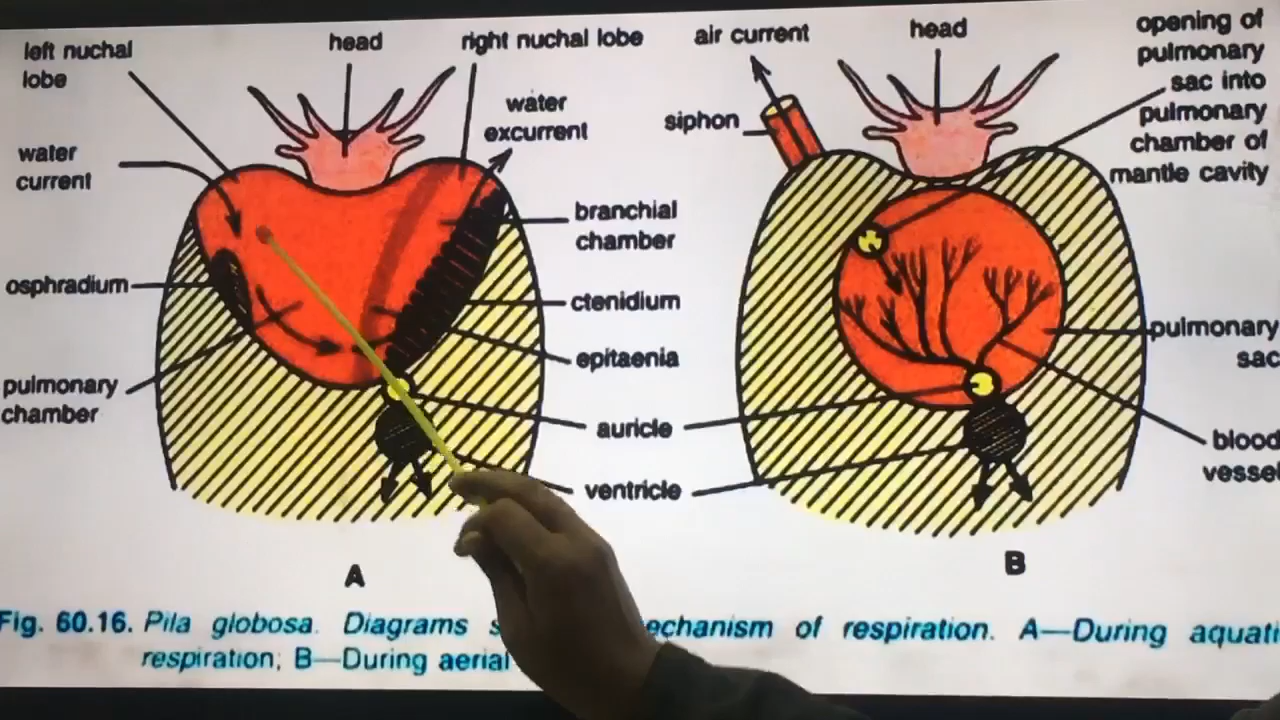 left nuchal
lobe
head
right nuchal lobe
water
excurrent
water
current
branchial
chamber
osphradium
ctenidium
epitaenia
pulmonary
chamber
auricle
ventricle
A
air current
head
opening of
pulmonary
sac into
pulmonary
chamber of
mantle cavity
siphon
pulmonary
sac
blood
vessel
B
Fig. 60.16. Pila globosa. Diagrams s echanism of respiration. A—During aquati
respiration; B—During aerial